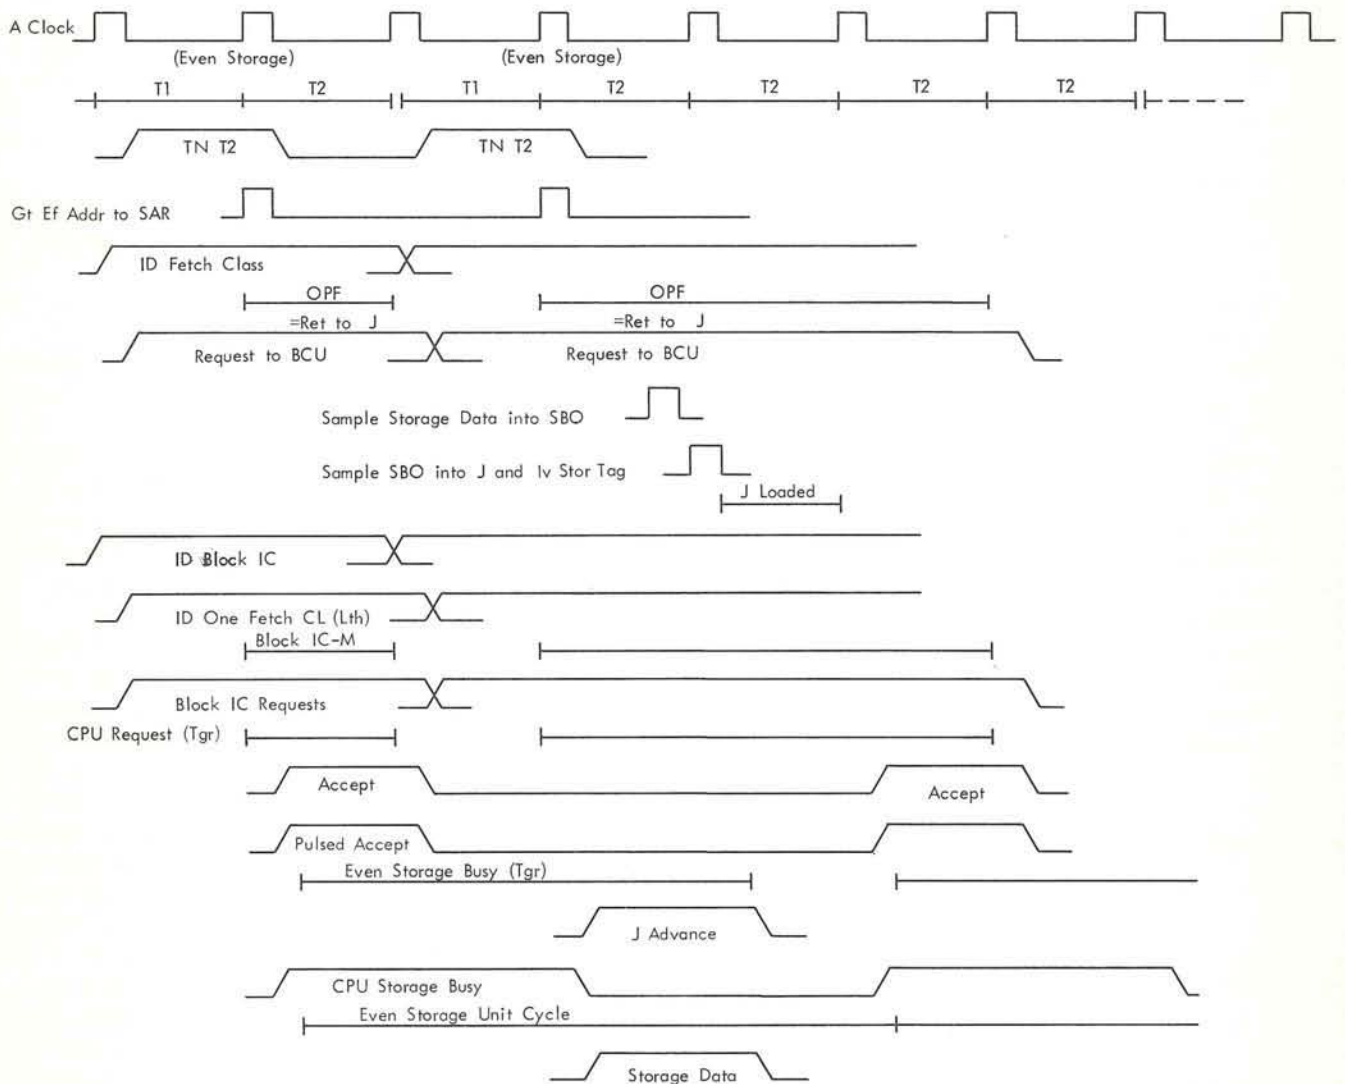 A Clock
(Even Storage) (Even Storage)
T1 T2 T1 T2 T2 T2 T2
TN T2 TN T2
Gt Ef Addr to SAR
ID Fetch Class
OPF OPF
=Ret to J =Ret to J
Request to BCU Request to BCU
Sample Storage Data into SBO
Sample SBO into J and Iv Stor Tag
J Loaded
ID Block IC
ID One Fetch CL (Lth)
Block IC-M
Block IC Requests
CPU Request (Tgr)
Accept Accept
Pulsed Accept
Even Storage Busy (Tgr)
J Advance
CPU Storage Busy
Even Storage Unit Cycle
Storage Data